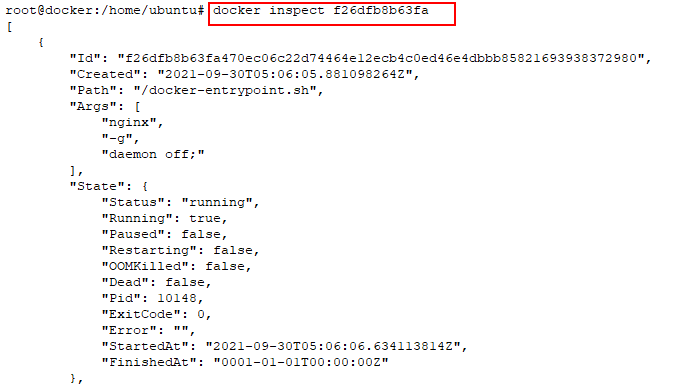 root@docker:/home/ubuntu# docker inspect f26dfb8b63fa
[
    {
        "Id": "f26dfb8b63fa470ec06c22d74464e12ecb4c0ed46e4dbbb85821693938372980",
        "Created": "2021-09-30T05:06:05.881098264Z",
        "Path": "/docker-entrypoint.sh",
        "Args": [
            "nginx",
            "-g",
            "daemon off;"
        ],
        "State": {
            "Status": "running",
            "Running": true,
            "Paused": false,
            "Restarting": false,
            "OOMKilled": false,
            "Dead": false,
            "Pid": 10148,
            "ExitCode": 0,
            "Error": "",
            "StartedAt": "2021-09-30T05:06:06.634113814Z",
            "FinishedAt": "0001-01-01T00:00:00Z"
        },